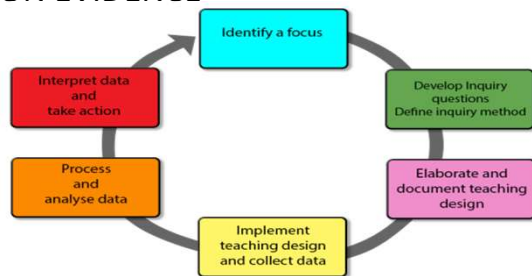 Identify a focus
Develop Inquiry
questions
Define inquiry method
Elaborate and
document teaching
design
Implement
teaching design
and collect data
Process
and
analyse data
Interpret data
and
take action